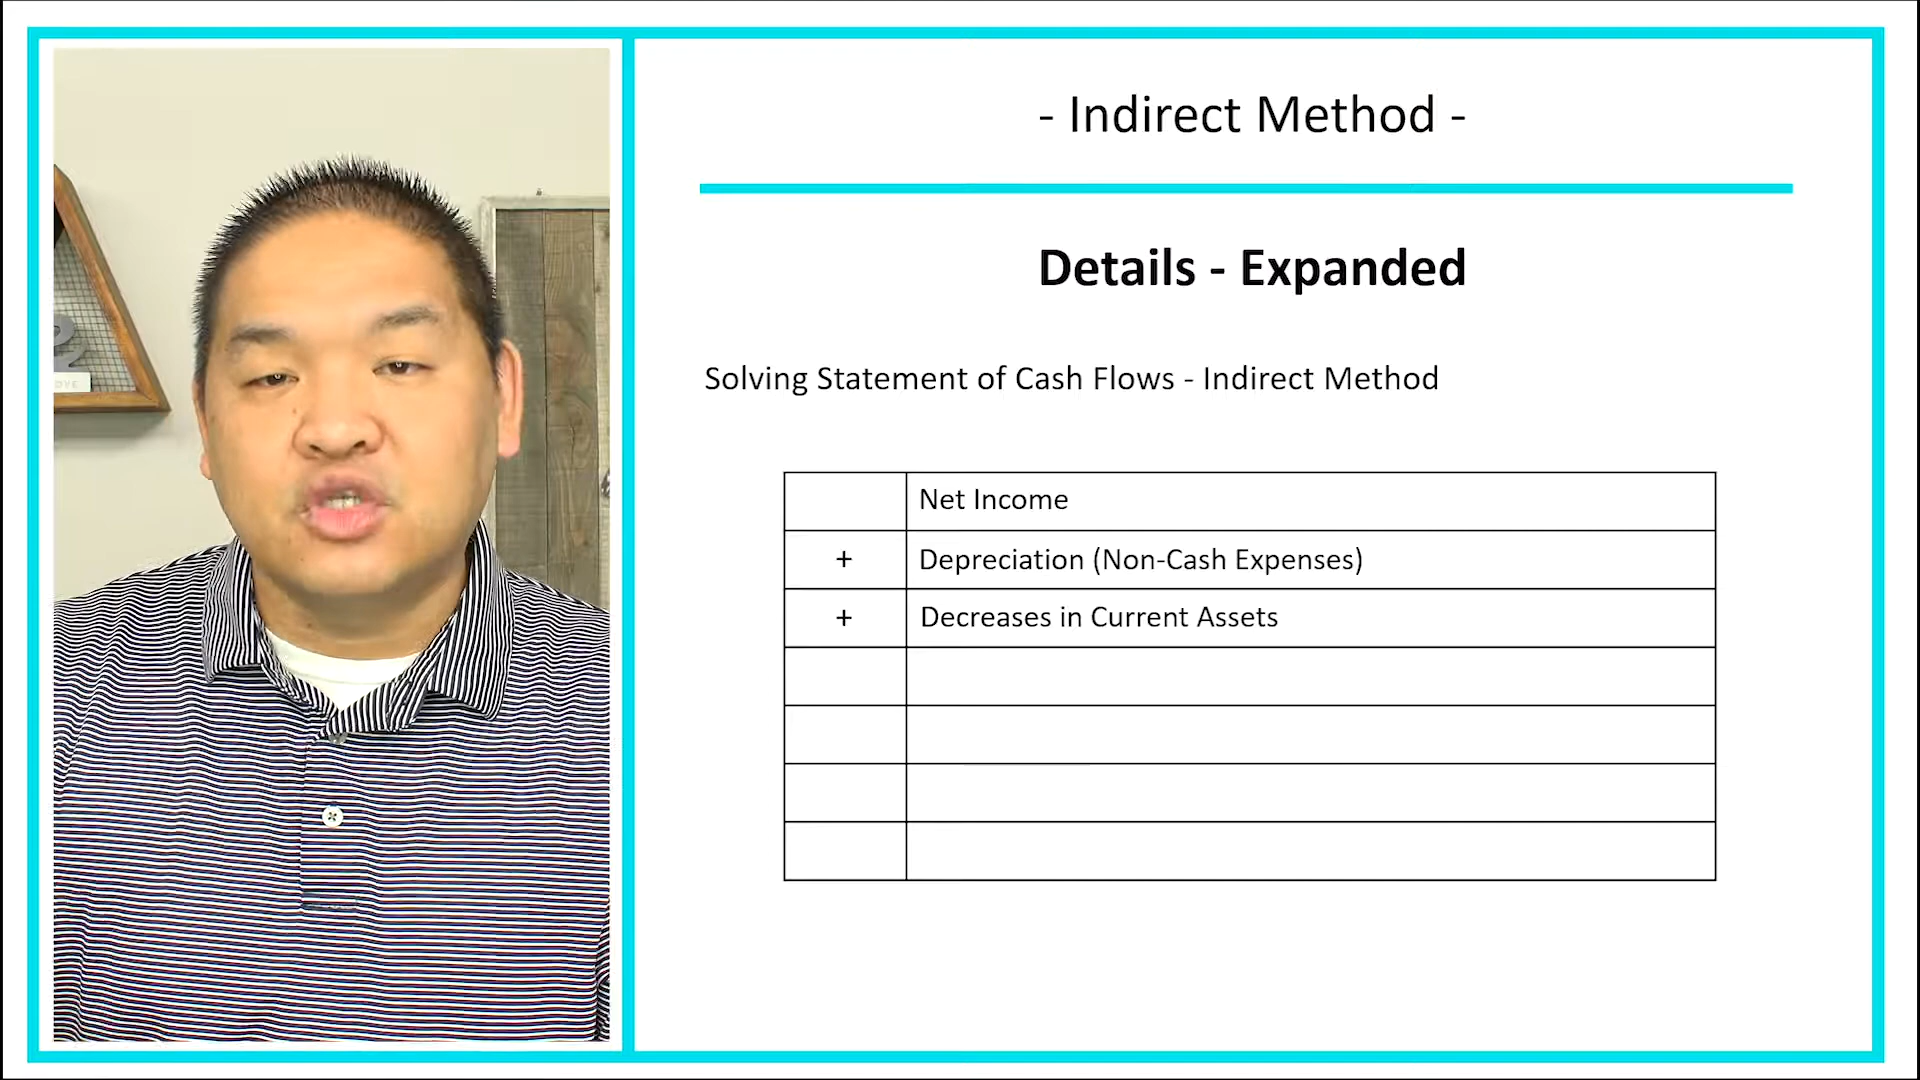 - Indirect Method -
Details - Expanded
Solving Statement of Cash Flows - Indirect Method
Net Income
+ Depreciation (Non-Cash Expenses)
+ Decreases in Current Assets